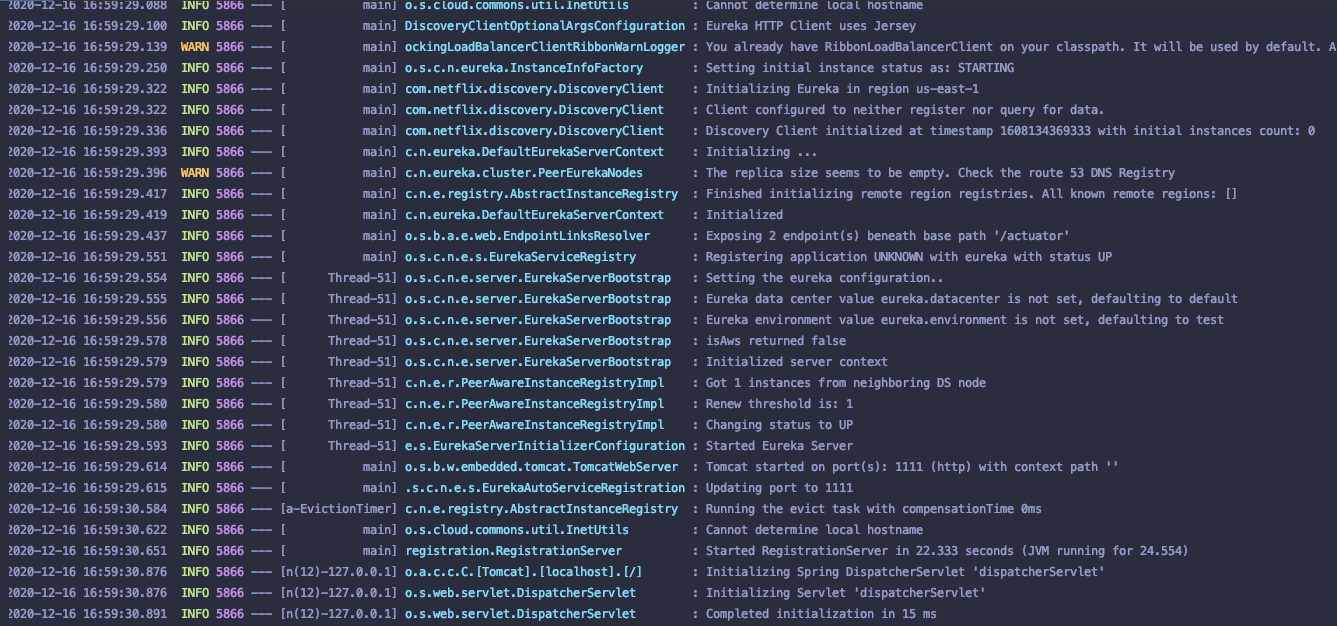 2020-12-16 16:59:29.088  INFO 5866 --- [           main] o.s.cloud.commons.util.InetUtils         : Cannot determine local hostname
2020-12-16 16:59:29.100  INFO 5866 --- [           main] DiscoveryClientOptionalArgsConfiguration : Eureka HTTP Client uses Jersey
2020-12-16 16:59:29.139  WARN 5866 --- [           main] ockingLoadBalancerClientRibbonWarnLogger : You already have RibbonLoadBalancerClient on your classpath. It will be used by default. A
2020-12-16 16:59:29.250  INFO 5866 --- [           main] o.s.c.n.eureka.InstanceInfoFactory       : Setting initial instance status as: STARTING
2020-12-16 16:59:29.322  INFO 5866 --- [           main] com.netflix.discovery.DiscoveryClient    : Initializing Eureka in region us-east-1
2020-12-16 16:59:29.322  INFO 5866 --- [           main] com.netflix.discovery.DiscoveryClient    : Client configured to neither register nor query for data.
2020-12-16 16:59:29.336  INFO 5866 --- [           main] com.netflix.discovery.DiscoveryClient    : Discovery Client initialized at timestamp 1608134369333 with initial instances count: 0
2020-12-16 16:59:29.393  INFO 5866 --- [           main] c.n.eureka.DefaultEurekaServerContext    : Initializing ...
2020-12-16 16:59:29.396  WARN 5866 --- [           main] c.n.eureka.cluster.PeerEurekaNodes       : The replica size seems to be empty. Check the route 53 DNS Registry
2020-12-16 16:59:29.417  INFO 5866 --- [           main] c.n.e.registry.AbstractInstanceRegistry  : Finished initializing remote region registries. All known remote regions: []
2020-12-16 16:59:29.419  INFO 5866 --- [           main] c.n.eureka.DefaultEurekaServerContext    : Initialized
2020-12-16 16:59:29.437  INFO 5866 --- [           main] o.s.b.a.e.web.EndpointLinksResolver      : Exposing 2 endpoint(s) beneath base path '/actuator'
2020-12-16 16:59:29.551  INFO 5866 --- [           main] o.s.c.n.e.s.EurekaServiceRegistry        : Registering application UNKNOWN with eureka with status UP
2020-12-16 16:59:29.554  INFO 5866 --- [      Thread-51] o.s.c.n.e.server.EurekaServerBootstrap   : Setting the eureka configuration..
2020-12-16 16:59:29.555  INFO 5866 --- [      Thread-51] o.s.c.n.e.server.EurekaServerBootstrap   : Eureka data center value eureka.datacenter is not set, defaulting to default
2020-12-16 16:59:29.556  INFO 5866 --- [      Thread-51] o.s.c.n.e.server.EurekaServerBootstrap   : Eureka environment value eureka.environment is not set, defaulting to test
2020-12-16 16:59:29.578  INFO 5866 --- [      Thread-51] o.s.c.n.e.server.EurekaServerBootstrap   : isAws returned false
2020-12-16 16:59:29.579  INFO 5866 --- [      Thread-51] o.s.c.n.e.server.EurekaServerBootstrap   : Initialized server context
2020-12-16 16:59:29.579  INFO 5866 --- [      Thread-51] c.n.e.r.PeerAwareInstanceRegistryImpl    : Got 1 instances from neighboring DS node
2020-12-16 16:59:29.580  INFO 5866 --- [      Thread-51] c.n.e.r.PeerAwareInstanceRegistryImpl    : Renew threshold is: 1
2020-12-16 16:59:29.580  INFO 5866 --- [      Thread-51] c.n.e.r.PeerAwareInstanceRegistryImpl    : Changing status to UP
2020-12-16 16:59:29.593  INFO 5866 --- [      Thread-51] e.s.EurekaServerInitializerConfiguration : Started Eureka Server
2020-12-16 16:59:29.614  INFO 5866 --- [           main] o.s.b.w.embedded.tomcat.TomcatWebServer  : Tomcat started on port(s): 1111 (http) with context path ''
2020-12-16 16:59:29.615  INFO 5866 --- [           main] .s.c.n.e.s.EurekaAutoServiceRegistration : Updating port to 1111
2020-12-16 16:59:30.584  INFO 5866 --- [a-EvictionTimer] c.n.e.registry.AbstractInstanceRegistry  : Running the evict task with compensationTime 0ms
2020-12-16 16:59:30.622  INFO 5866 --- [           main] o.s.cloud.commons.util.InetUtils         : Cannot determine local hostname
2020-12-16 16:59:30.651  INFO 5866 --- [           main] registration.RegistrationServer          : Started RegistrationServer in 22.333 seconds (JVM running for 24.554)
2020-12-16 16:59:30.876  INFO 5866 --- [n(12)-127.0.0.1] o.a.c.c.C.[Tomcat].[localhost].[/]       : Initializing Spring DispatcherServlet 'dispatcherServlet'
2020-12-16 16:59:30.876  INFO 5866 --- [n(12)-127.0.0.1] o.s.web.servlet.DispatcherServlet        : Initializing Servlet 'dispatcherServlet'
2020-12-16 16:59:30.891  INFO 5866 --- [n(12)-127.0.0.1] o.s.web.servlet.DispatcherServlet        : Completed initialization in 15 ms